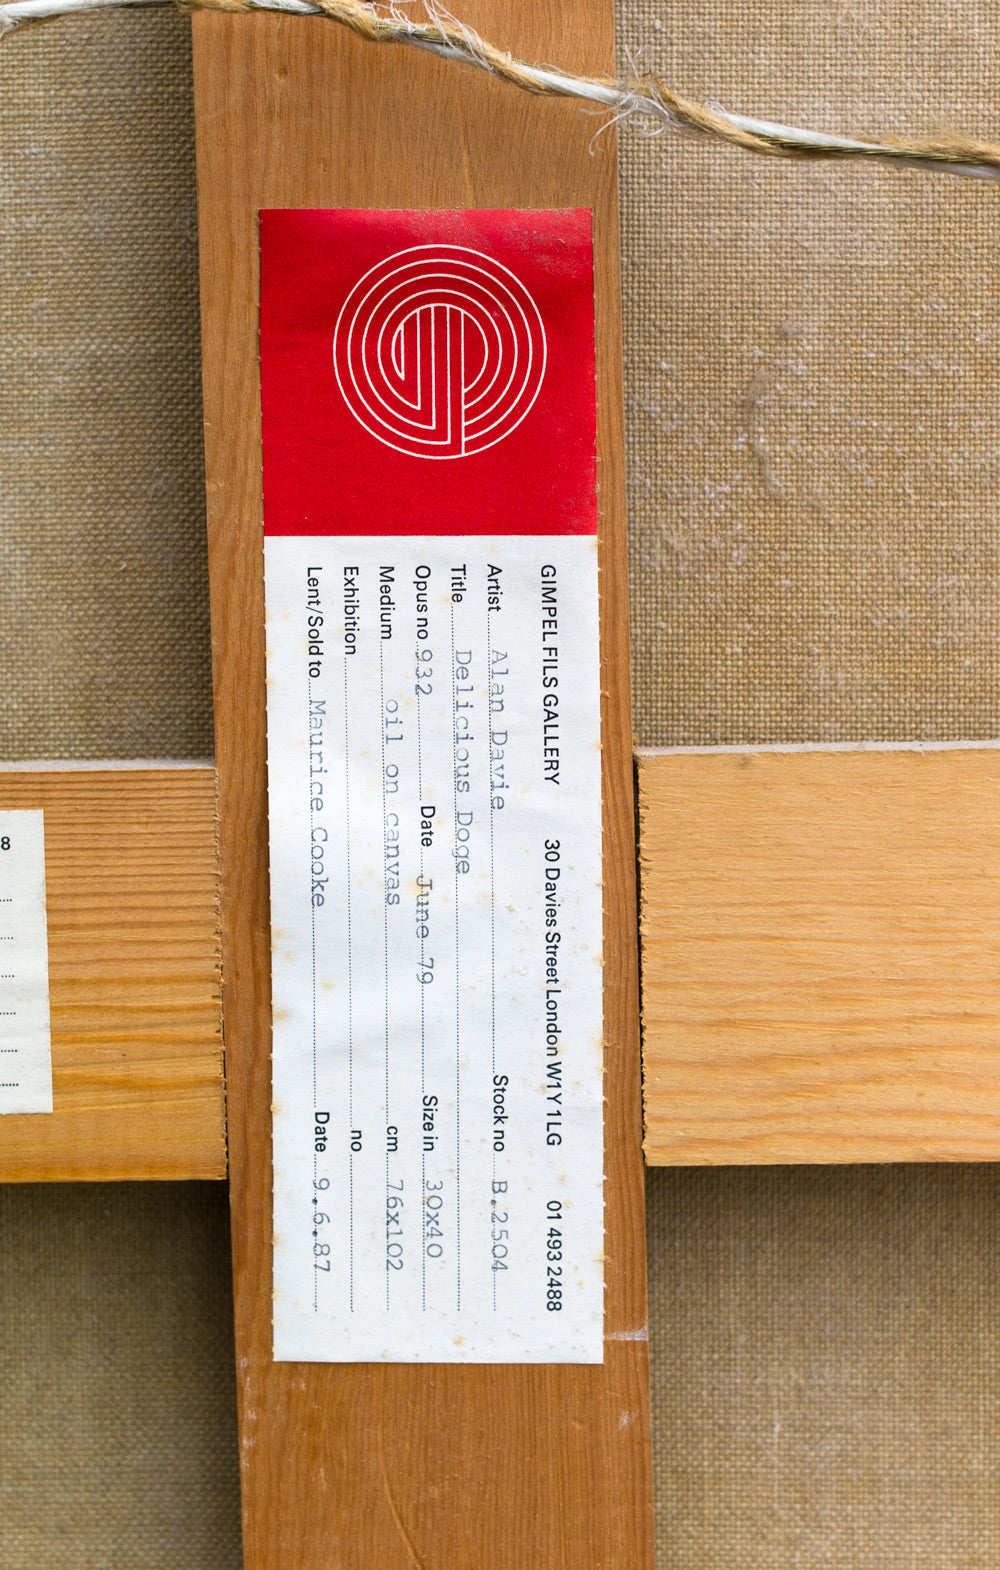 GIMPEL FILS GALLERY 30 Davies Street London W1Y 1LG 01 493 2488
Artist Alan Davie Stock no B.2504
Title Delicious Doge
Opus no 932 Date June 79 Size in 30x40
Medium oil on canvas cm 76x102
Exhibition no
Lent/Sold to Maurice Cooke Date 9.6.87
8